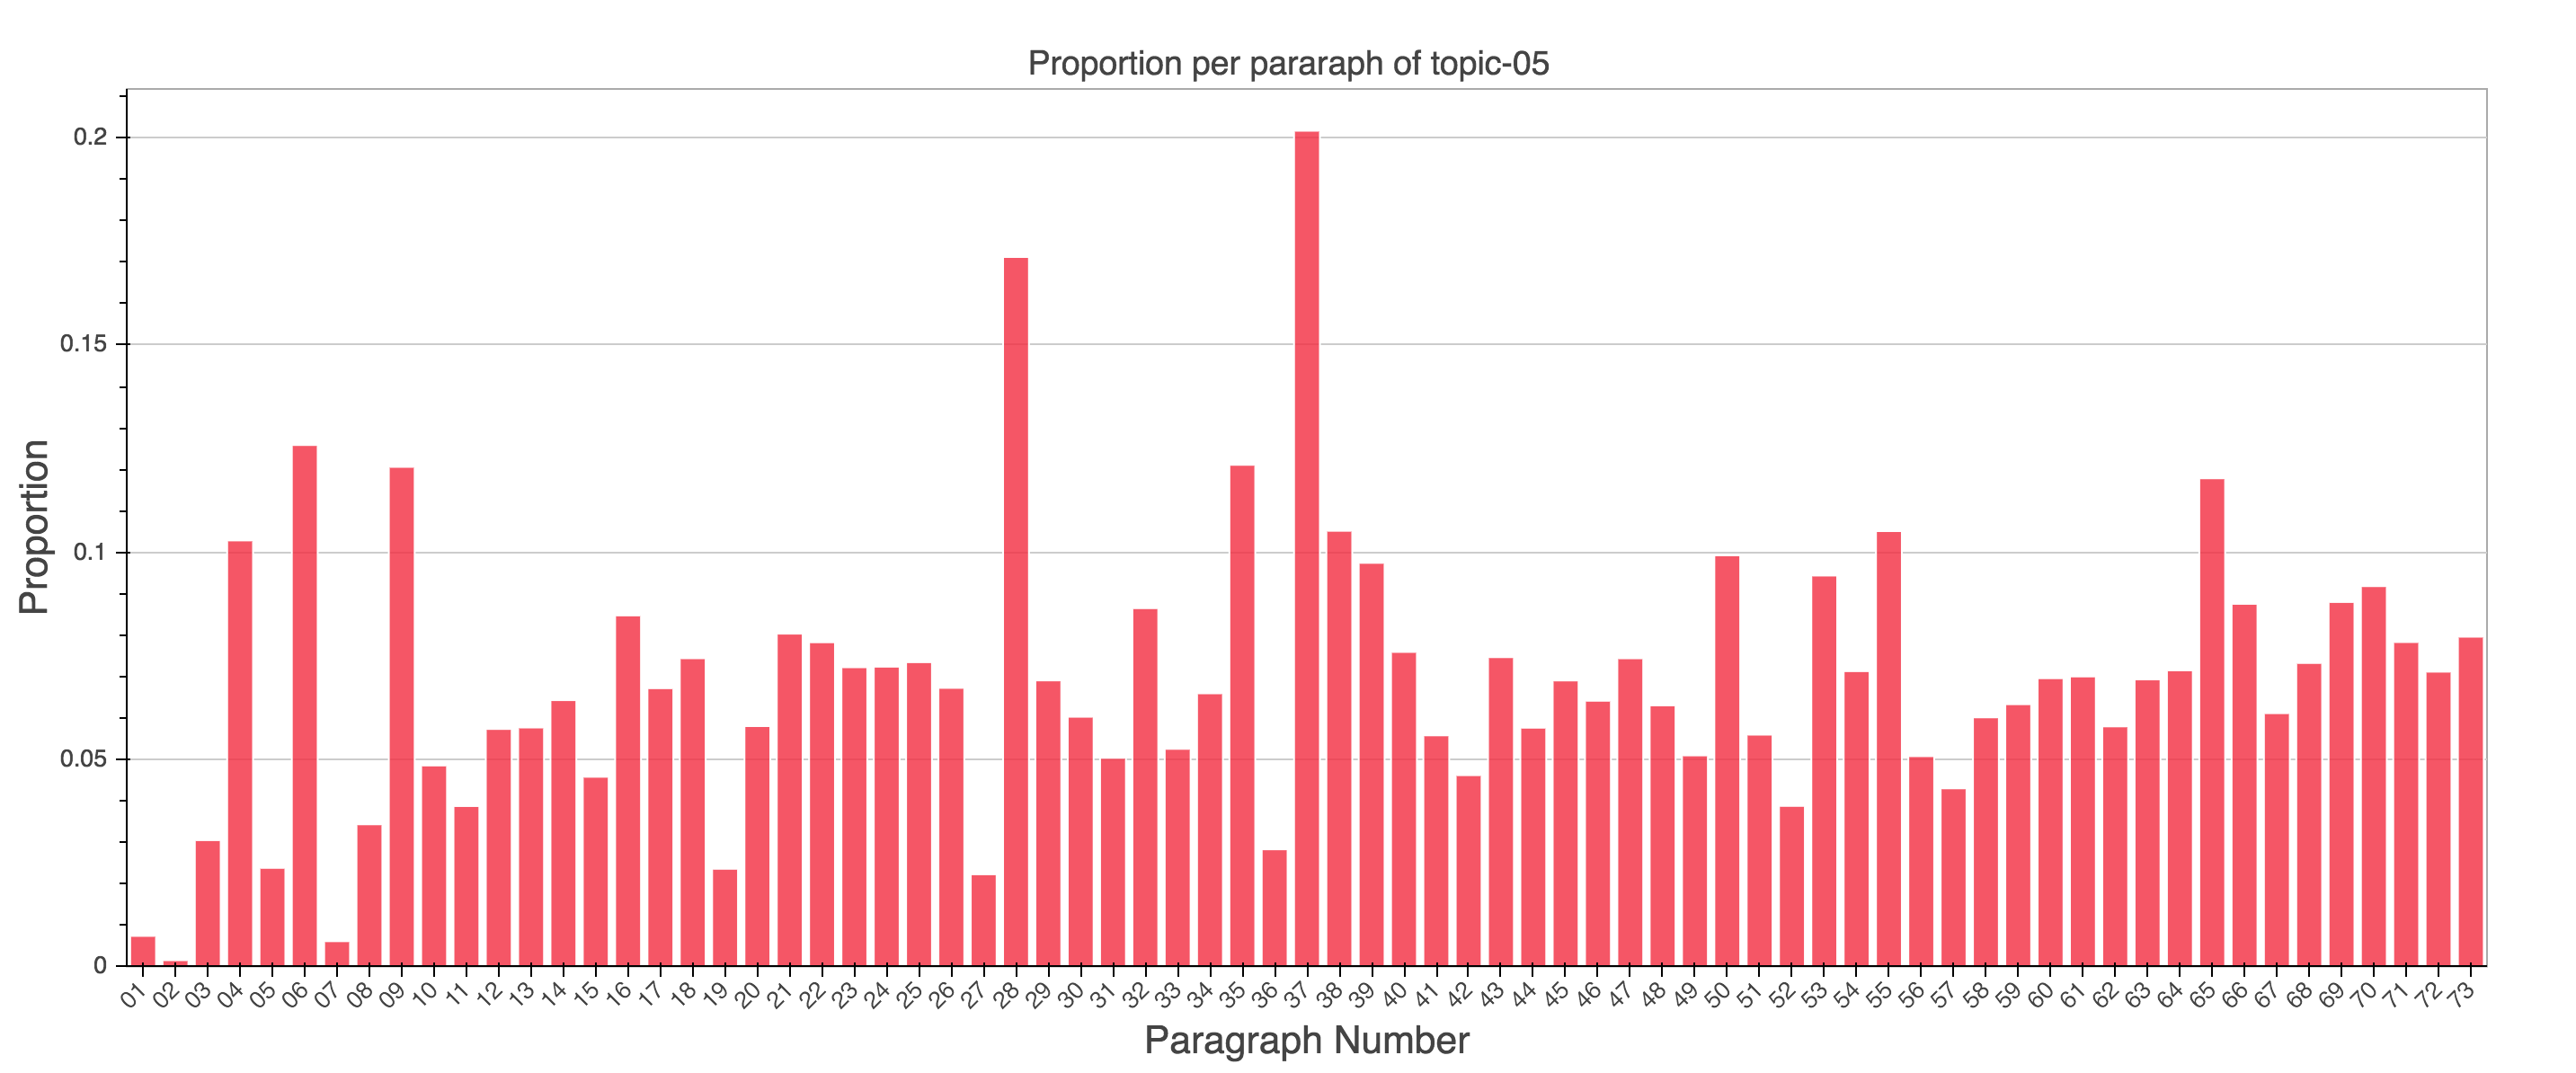 Proportion per pararaph of topic-05
Proportion
0.2
0.15
0.1
0.05
0
01 02 03 04 05 06 07 08 09 10 11 12 13 14 15 16 17 18 19 20 21 22 23 24 25 26 27 28 29 30 31 32 33 34 35 36 37 38 39 40 41 42 43 44 45 46 47 48 49 50 51 52 53 54 55 56 57 58 59 60 61 62 63 64 65 66 67 68 69 70 71 72 73
Paragraph Number